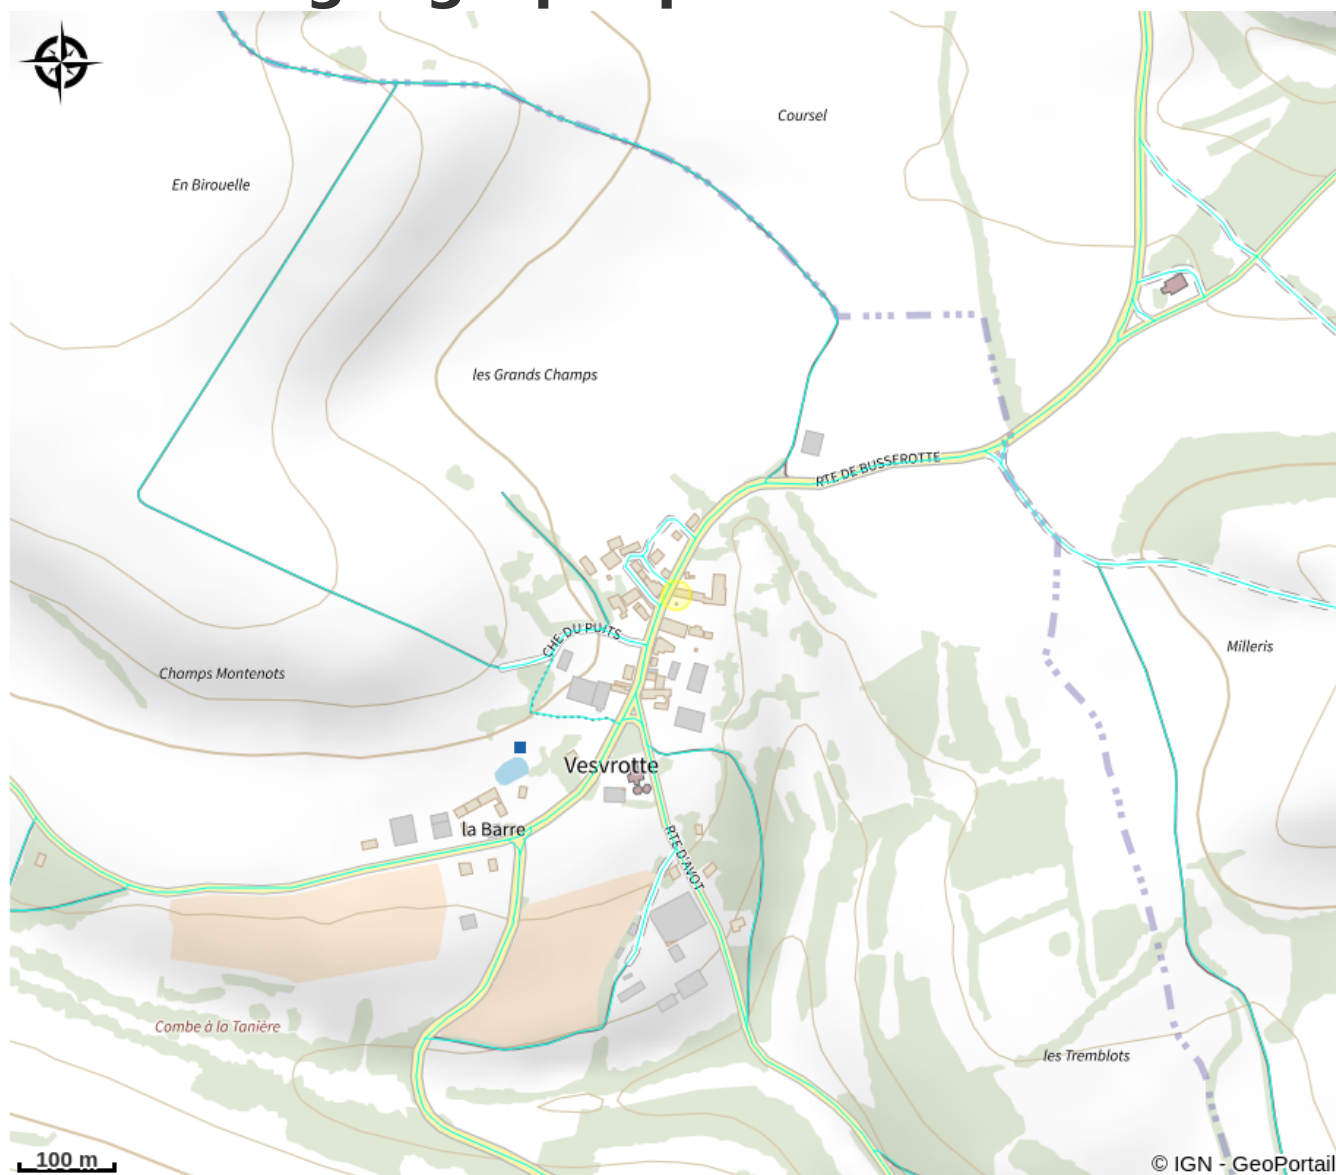 Coursel
En Birouelle
les Grands Champs
RTE DE BUSSEROTTE
CHE DU PUITS
Milleris
Champs Montenots
Vesvrotte
la Barre
RTE D'AVOT
Combe à la Tanière
les Tremblots
100 m
© IGN - GeoPortail